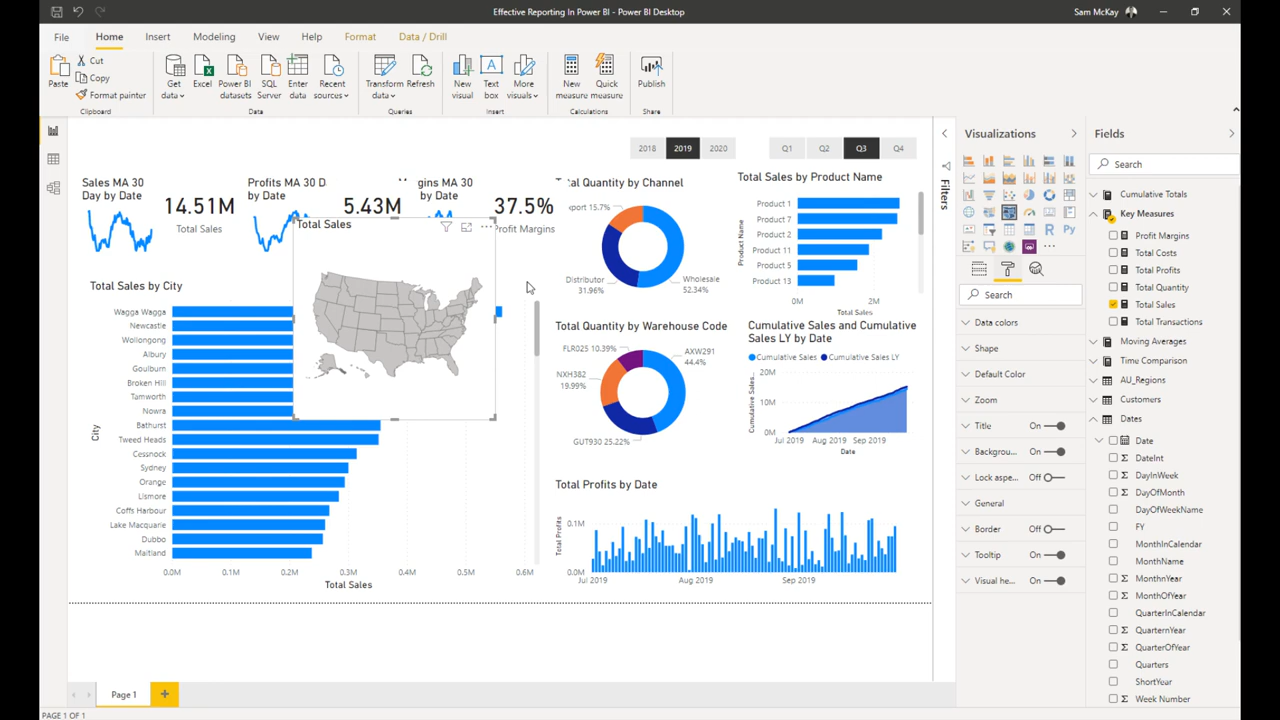 Effective Reporting In Power BI - Power BI Desktop
Sam McKay
File
Home
Insert
Modeling
View
Help
Format
Data / Drill
Paste
Cut
Copy
Format painter
Clipboard
Get data
Excel
Power BI datasets
SQL Server
Enter data
Recent sources
Data
Transform data
Refresh
Queries
New visual
Text box
More visuals
Insert
New measure
Quick measure
Calculations
Publish
Share
2018
2019
2020
Q1
Q2
Q3
Q4
Sales MA 30
Day by Date
14.51M
Total Sales
Profits MA 30 D
by Date
5.43M
gins MA 30
by Date
37.5%
rofit Margins
Total Sales
Total Sales by City
City
Wagga Wagga
Newcastle
Wollongong
Albury
Goulburn
Broken Hill
Tamworth
Nowra
Bathurst
Tweed Heads
Cessnock
Sydney
Orange
Lismore
Coffs Harbour
Lake Macquarie
Dubbo
Maitland
0.0M
0.1M
0.2M
0.3M
0.4M
0.5M
0.6M
Total Sales
tal Quantity by Channel
xport 15.7%
Distributor
31.96%
Wholesale
52.34%
Total Sales by Product Name
Product Name
Product 1
Product 7
Product 2
Product 11
Product 5
Product 13
0M
2M
Total Sales
Total Quantity by Warehouse Code
FLR025 10.39%
AXW291
44.4%
NXH382
19.99%
GUT930 25.22%
Cumulative Sales and Cumulative
Sales LY by Date
Cumulative Sales
Cumulative Sales LY
Cumulative Sales...
20M
10M
0M
Jul 2019
Aug 2019
Sep 2019
Date
Total Profits by Date
Total Profits
0.1M
0.0M
Jul 2019
Aug 2019
Sep 2019
Filters
Visualizations
R
Py
Search
Data colors
Shape
Default Color
Zoom
Title
On
Backgrou...
On
Lock aspe...
Off
General
Border
Off
Tooltip
On
Visual he...
On
Fields
Search
Cumulative Totals
Key Measures
Profit Margins
Total Costs
Total Profits
Total Quantity
Total Sales
Total Transactions
Moving Averages
Time Comparison
AU_Regions
Customers
Dates
Date
DateInt
DayInWeek
DayOfMonth
DayOfWeekName
FY
MonthInCalendar
MonthName
MonthnYear
MonthOfYear
QuarterInCalendar
QuarternYear
QuarterOfYear
Quarters
ShortYear
Week Number
Page 1
PAGE 1 OF 1